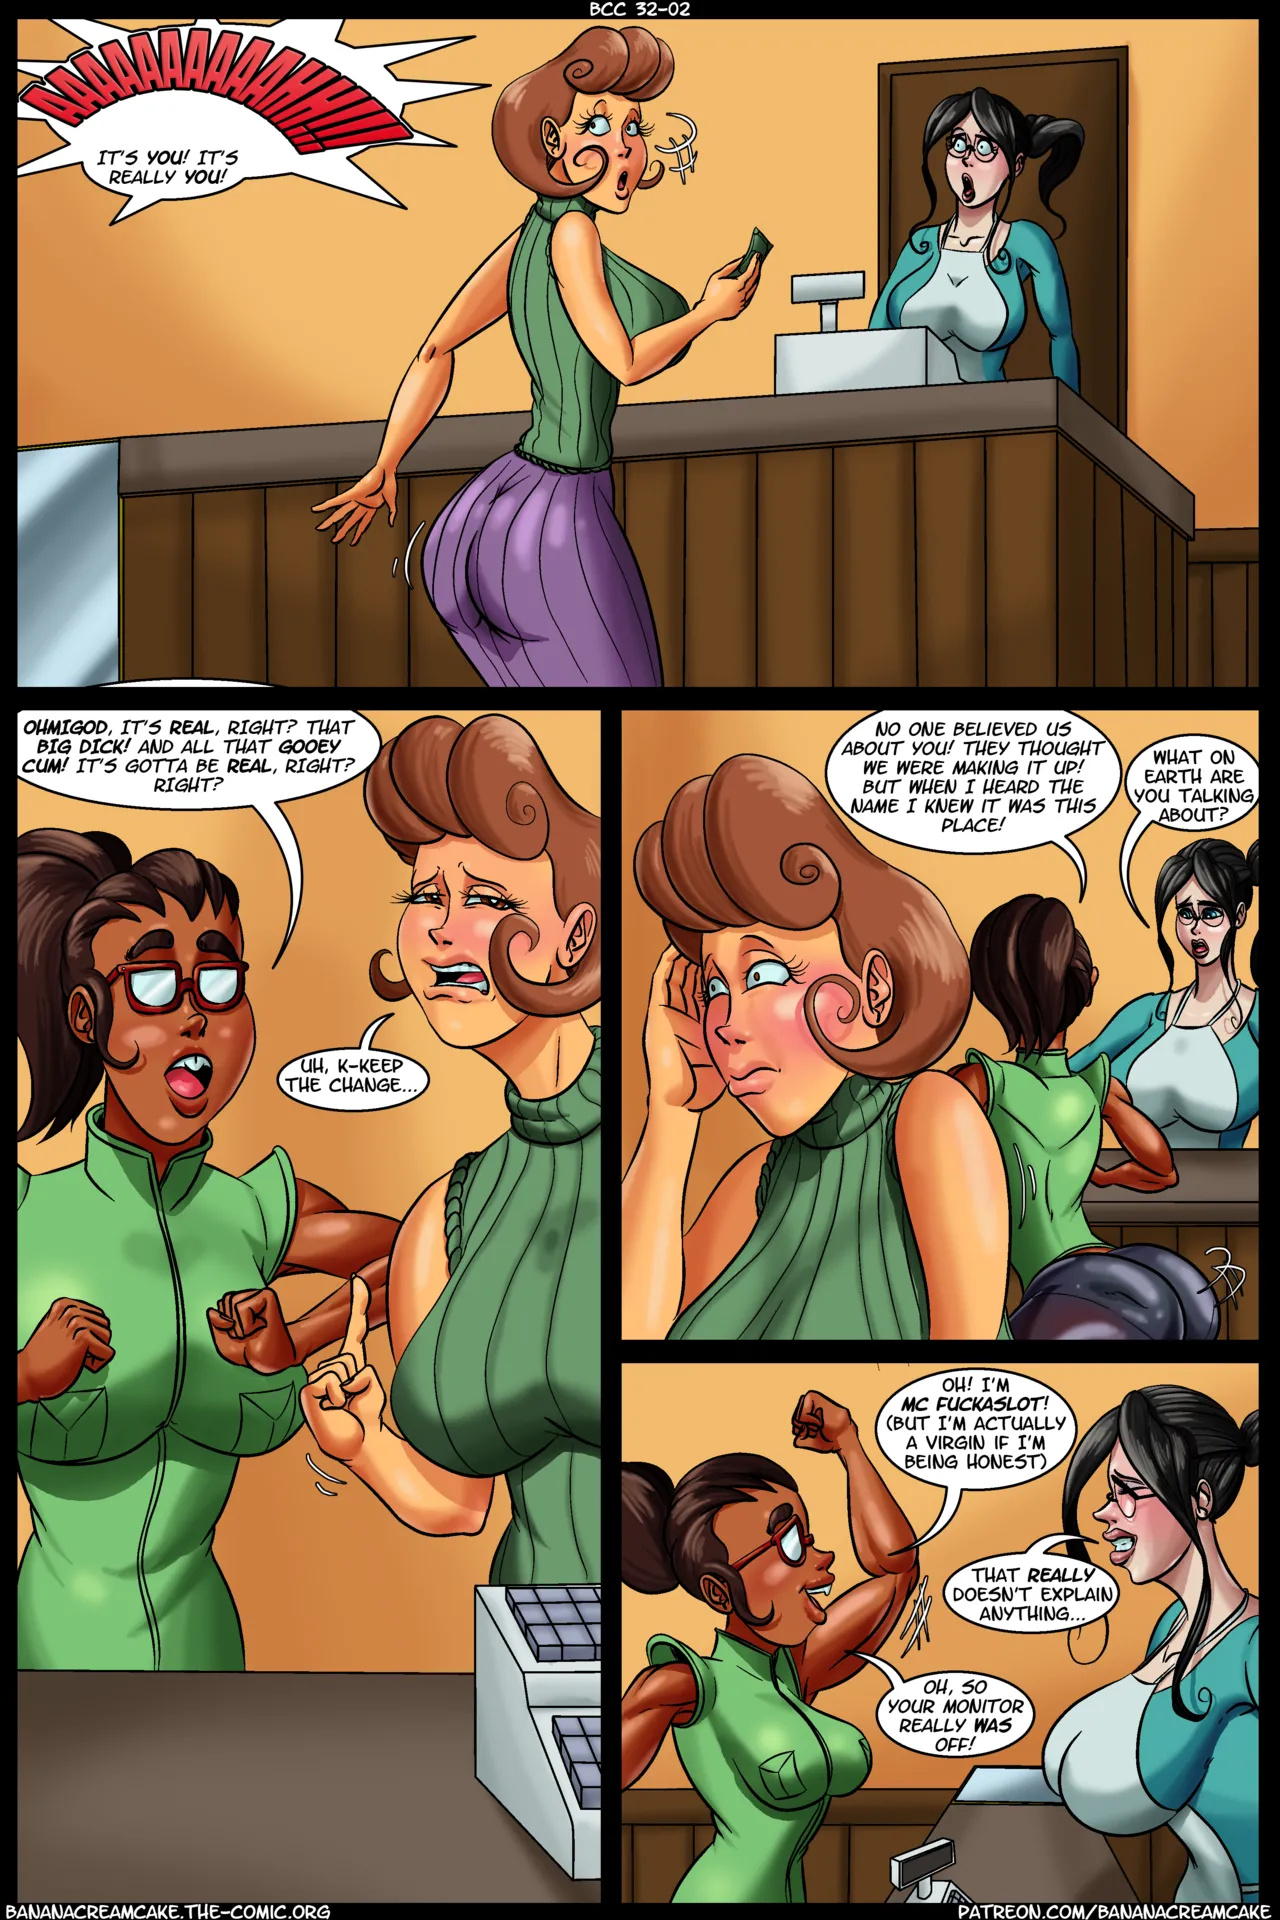 BCC 32-02
AAAAAAAAAAHHH!!!
IT'S YOU! IT'S
REALLY YOU!
OHMIGOD, IT'S REAL, RIGHT? THAT
BIG DICK! AND ALL THAT GOOEY
CUM! IT'S GOTTA BE REAL, RIGHT?
RIGHT?
UH, K-KEEP
THE CHANGE...
NO ONE BELIEVED US
ABOUT YOU! THEY THOUGHT
WE WERE MAKING IT UP!
BUT WHEN I HEARD THE
NAME I KNEW IT WAS THIS
PLACE!
WHAT ON
EARTH ARE
YOU TALKING
ABOUT?
OH! I'M
MC FUCKASLOT!
(BUT I'M ACTUALLY
A VIRGIN IF I'M
BEING HONEST)
THAT REALLY
DOESN'T EXPLAIN
ANYTHING...
OH, SO
YOUR MONITOR
REALLY WAS
OFF!
BANANACREAMCAKE.THE-COMIC.ORG
PATREON.COM/BANANACREAMCAKE